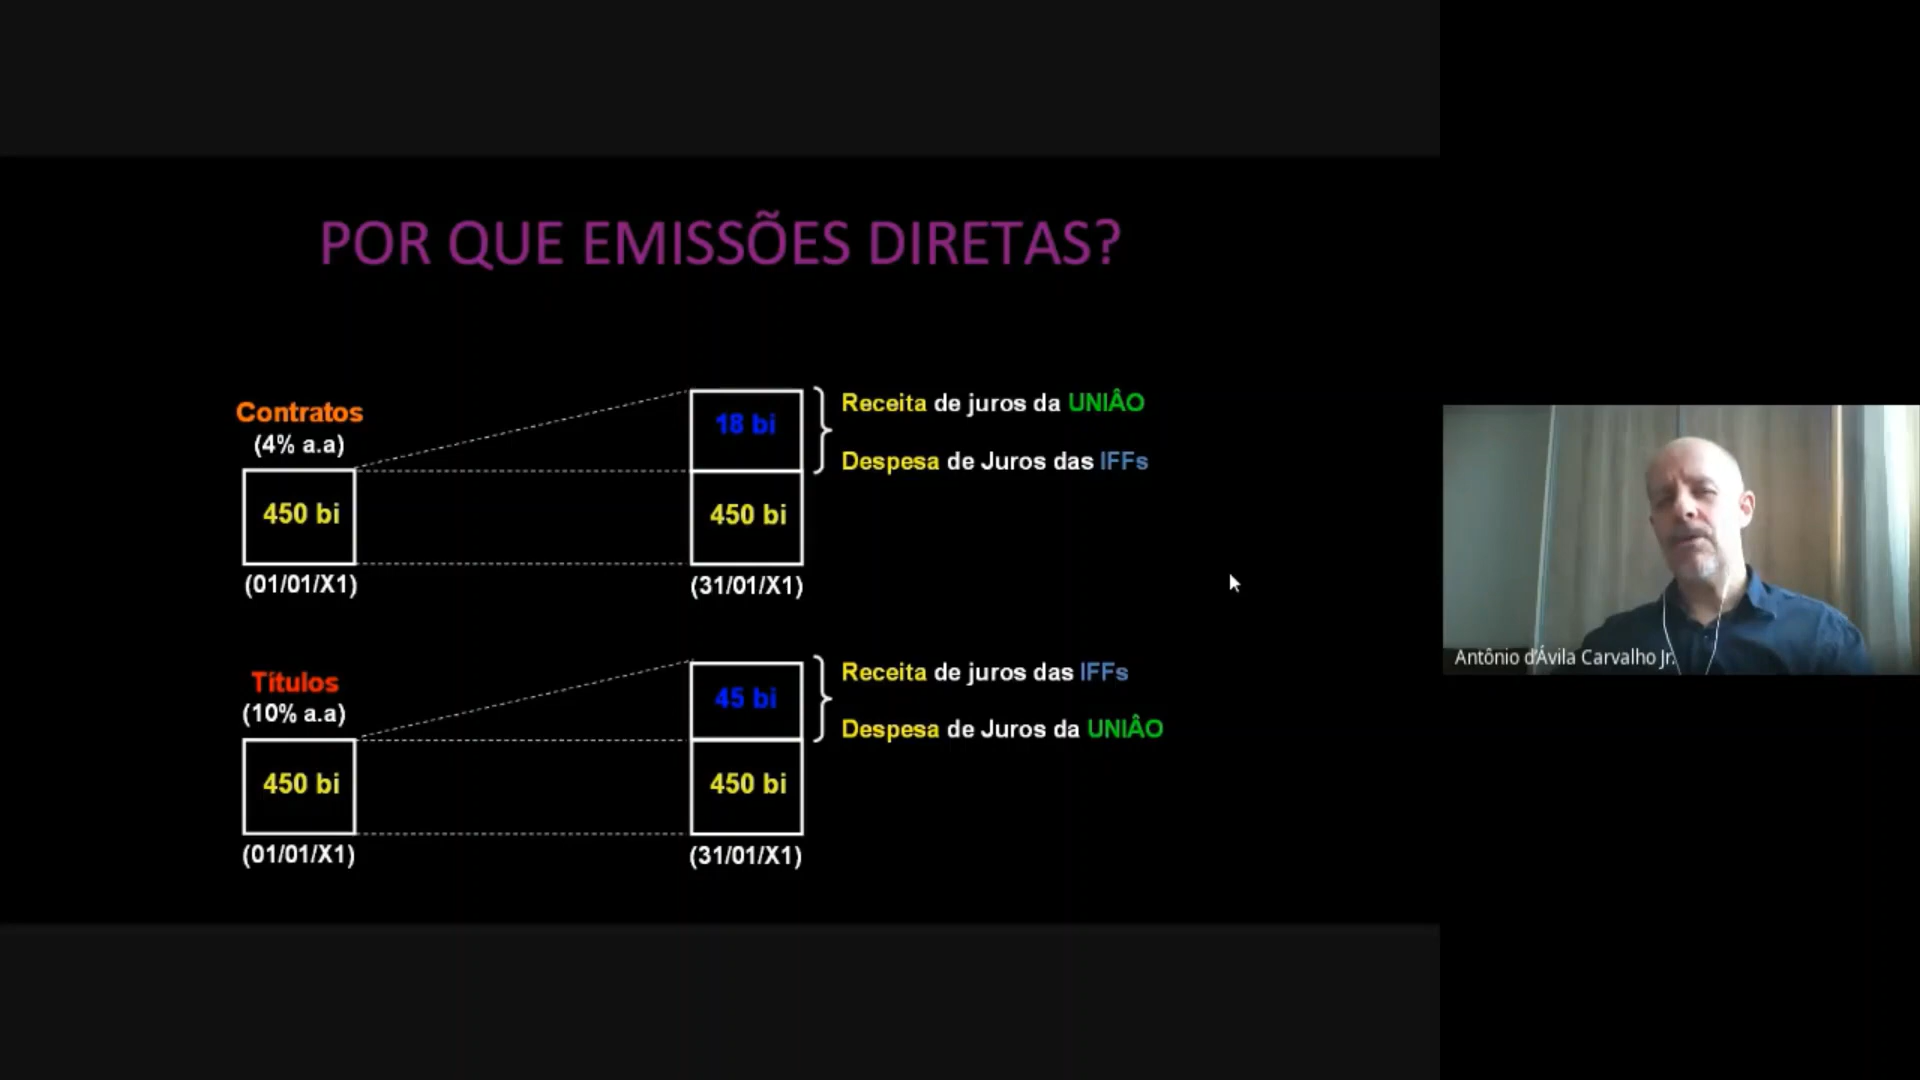 POR QUE EMISSÕES DIRETAS?
Contratos
(4% a.a)
450 bi
(01/01/X1)
18 bi
450 bi
(31/01/X1)
Receita de juros da UNIÂO
Despesa de Juros das IFFs
Títulos
(10% a.a)
450 bi
(01/01/X1)
45 bi
450 bi
(31/01/X1)
Receita de juros das IFFs
Despesa de Juros da UNIÂO
Antônio d'Ávila Carvalho Jr.